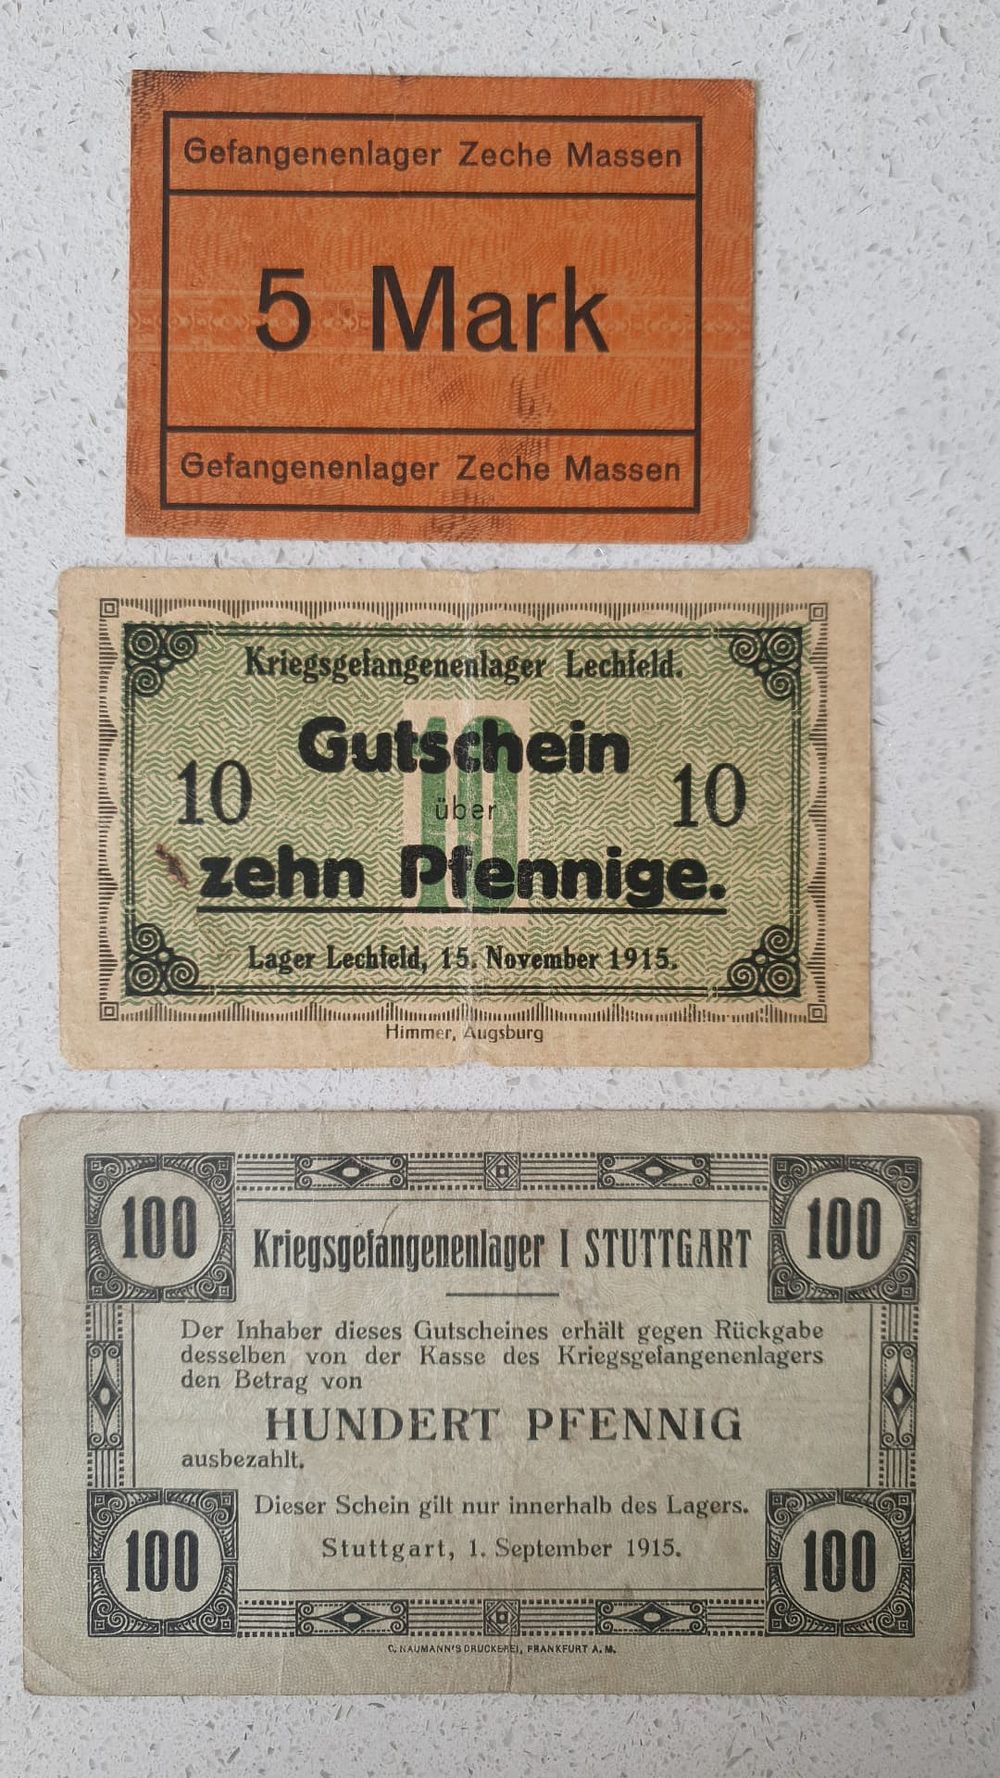 Gefangenenlager Zeche Massen
5 Mark
Gefangenenlager Zeche Massen
Kriegsgefangenenlager Lechfeld.
Gutschein
10 über 10
10
zehn Pfennige.
Lager Lechfeld, 15. November 1915.
Himmer, Augsburg
100 100
Kriegsgefangenenlager I STUTTGART
Der Inhaber dieses Gutscheines erhält gegen Rückgabe
desselben von der Kasse des Kriegsgefangenenlagers
den Betrag von
HUNDERT PFENNIG
ausbezahlt.
Dieser Schein gilt nur innerhalb des Lagers.
Stuttgart, 1. September 1915.
100 100
C. NAUMANN'S DRUCKEREI, FRANKFURT A. M.